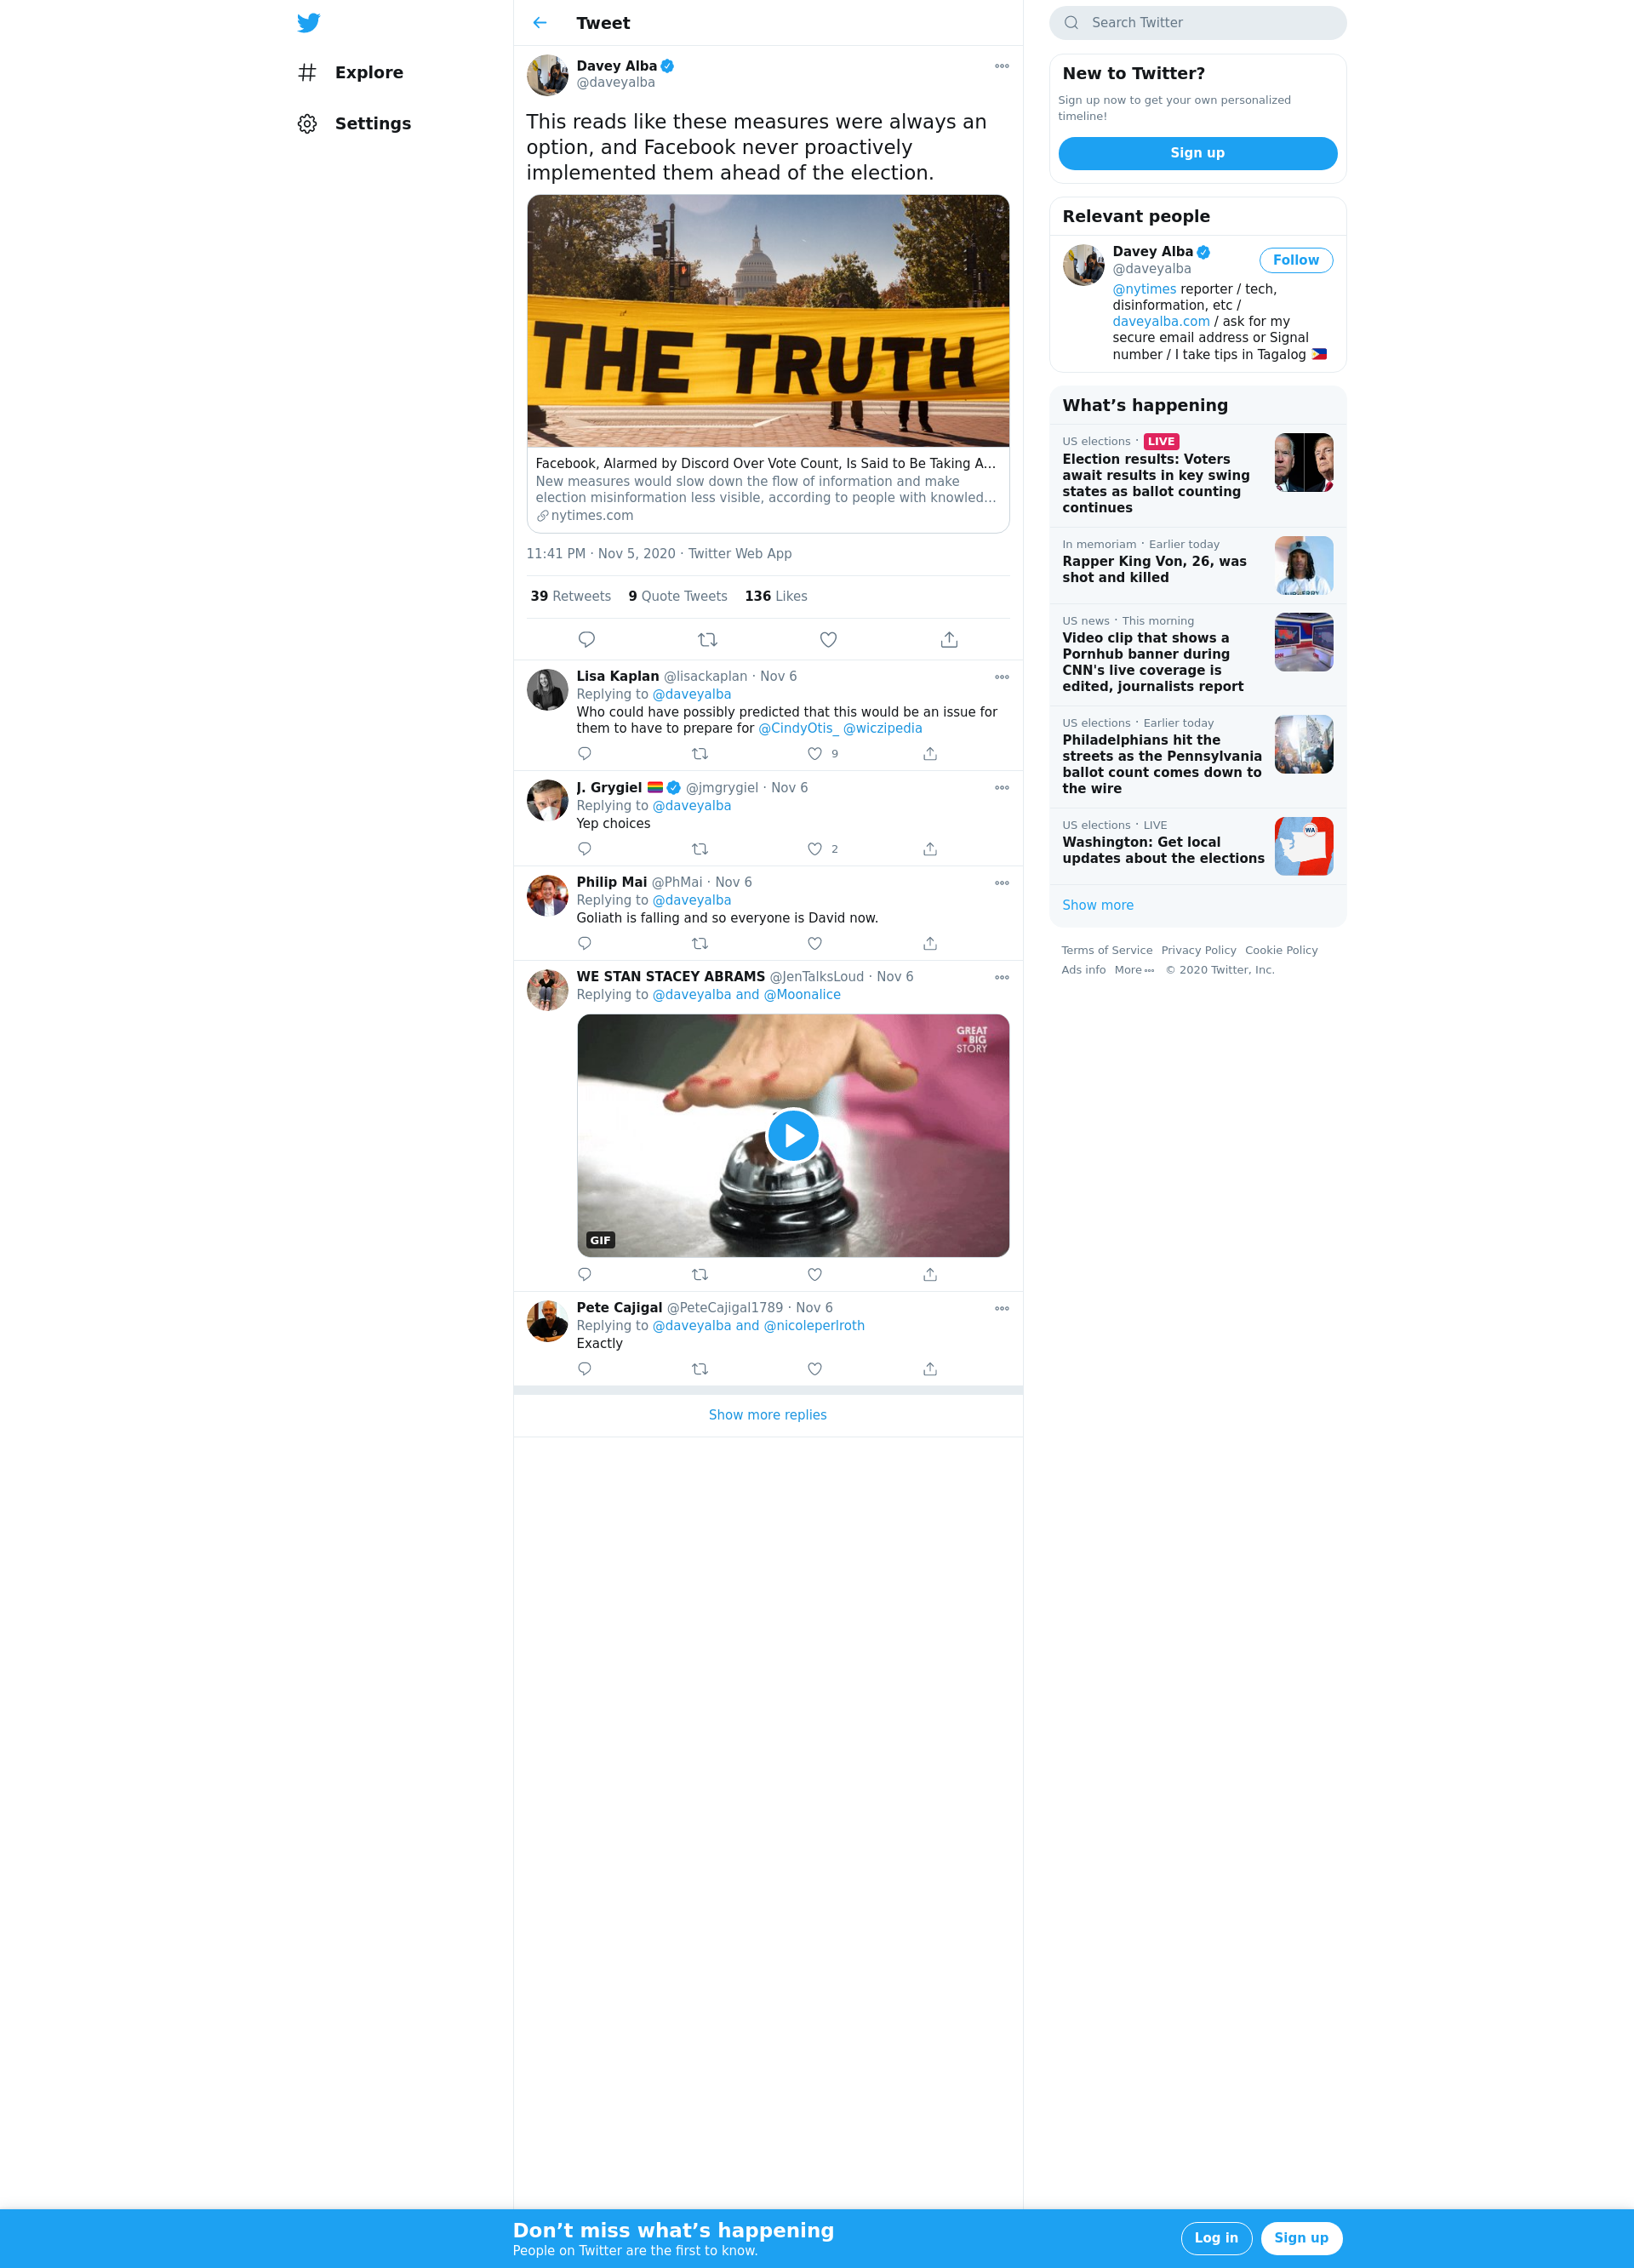 Explore
Settings
Tweet
Davey Alba
@daveyalba
This reads like these measures were always an
option, and Facebook never proactively
implemented them ahead of the election.
THE TRUTH
Facebook, Alarmed by Discord Over Vote Count, Is Said to Be Taking A…
New measures would slow down the flow of information and make
election misinformation less visible, according to people with knowled…
nytimes.com
11:41 PM · Nov 5, 2020 · Twitter Web App
39 Retweets 9 Quote Tweets 136 Likes
Lisa Kaplan @lisackaplan · Nov 6
Replying to @daveyalba
Who could have possibly predicted that this would be an issue for
them to have to prepare for @CindyOtis_ @wiczipedia
9
J. Grygiel @jmgrygiel · Nov 6
Replying to @daveyalba
Yep choices
2
Philip Mai @PhMai · Nov 6
Replying to @daveyalba
Goliath is falling and so everyone is David now.
WE STAN STACEY ABRAMS @JenTalksLoud · Nov 6
Replying to @daveyalba and @Moonalice
GREAT
BIG
STORY
GIF
Pete Cajigal @PeteCajigal1789 · Nov 6
Replying to @daveyalba and @nicoleperlroth
Exactly
Show more replies
Search Twitter
New to Twitter?
Sign up now to get your own personalized
timeline!
Sign up
Relevant people
Davey Alba
@daveyalba
Follow
@nytimes reporter / tech,
disinformation, etc /
daveyalba.com / ask for my
secure email address or Signal
number / I take tips in Tagalog
What’s happening
US elections · LIVE
Election results: Voters
await results in key swing
states as ballot counting
continues
In memoriam · Earlier today
Rapper King Von, 26, was
shot and killed
US news · This morning
Video clip that shows a
Pornhub banner during
CNN's live coverage is
edited, journalists report
US elections · Earlier today
Philadelphians hit the
streets as the Pennsylvania
ballot count comes down to
the wire
US elections · LIVE
Washington: Get local
updates about the elections
WA
Show more
Terms of Service Privacy Policy Cookie Policy
Ads info More © 2020 Twitter, Inc.
Don’t miss what’s happening
People on Twitter are the first to know.
Log in
Sign up